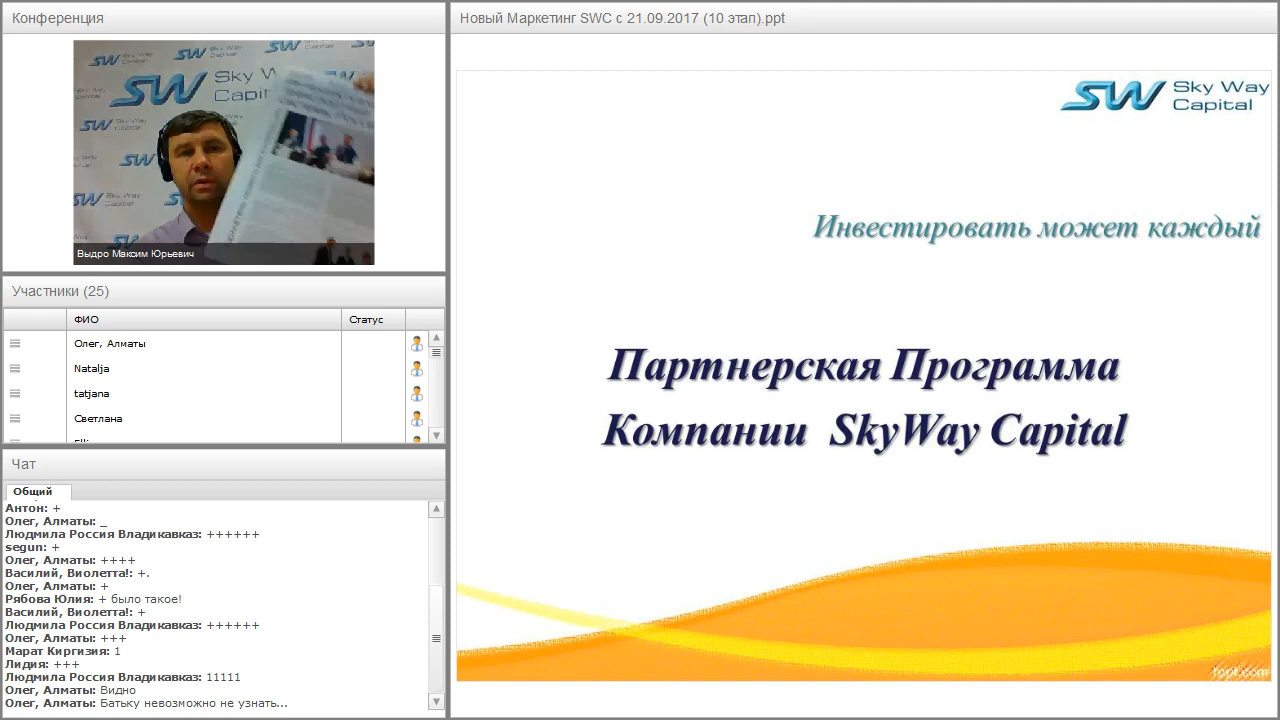 Конференция
SW Sky Way
Capital
Выдро Максим Юрьевич
Участники (25)
ФИО
Статус
Олег, Алматы
Natalja
tatjana
Светлана
Чат
Общий
Антон: +
Олег, Алматы: _
Людмила Россия Владикавказ: ++++++
segun: +
Олег, Алматы: ++++
Василий, Виолетта!: +.
Олег, Алматы: +
Рябова Юлия: + было такое!
Василий, Виолетта!: +
Людмила Россия Владикавказ: ++++++
Олег, Алматы: +++
Марат Киргизия: 1
Лидия: +++
Людмила Россия Владикавказ: 11111
Олег, Алматы: Видно
Олег, Алматы: Батьку невозможно не узнать...
Новый Маркетинг SWC с 21.09.2017 (10 этап).ppt
SW Sky Way
Capital
Инвестировать может каждый
Партнерская Программа
Компании SkyWay Capital
fppt.com